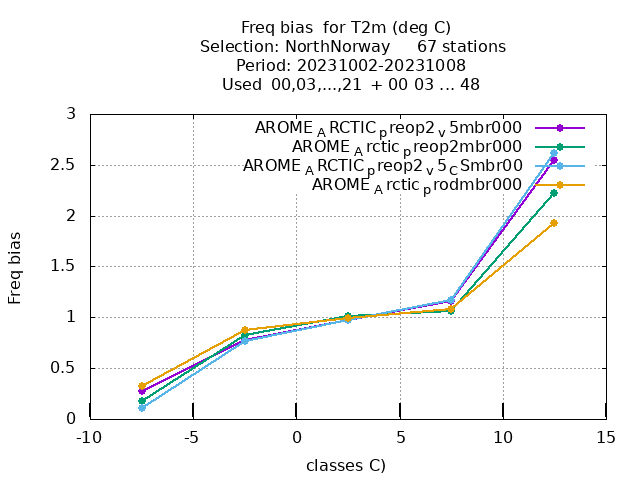 Freq bias for T2m (deg C)
Selection: NorthNorway 67 stations
Period: 20231002-20231008
Used 00,03,...,21 + 00 03 ... 48
AROME_ARCTIC_preop2_v5mbr000
AROME_Arctic_preop2mbr000
AROME_ARCTIC_preop2_v5_CSmbr00
AROME_Arctic_prodmbr000
3
2.5
2
1.5
1
0.5
0
-10 -5 0 5 10 15
Freq bias
classes C)